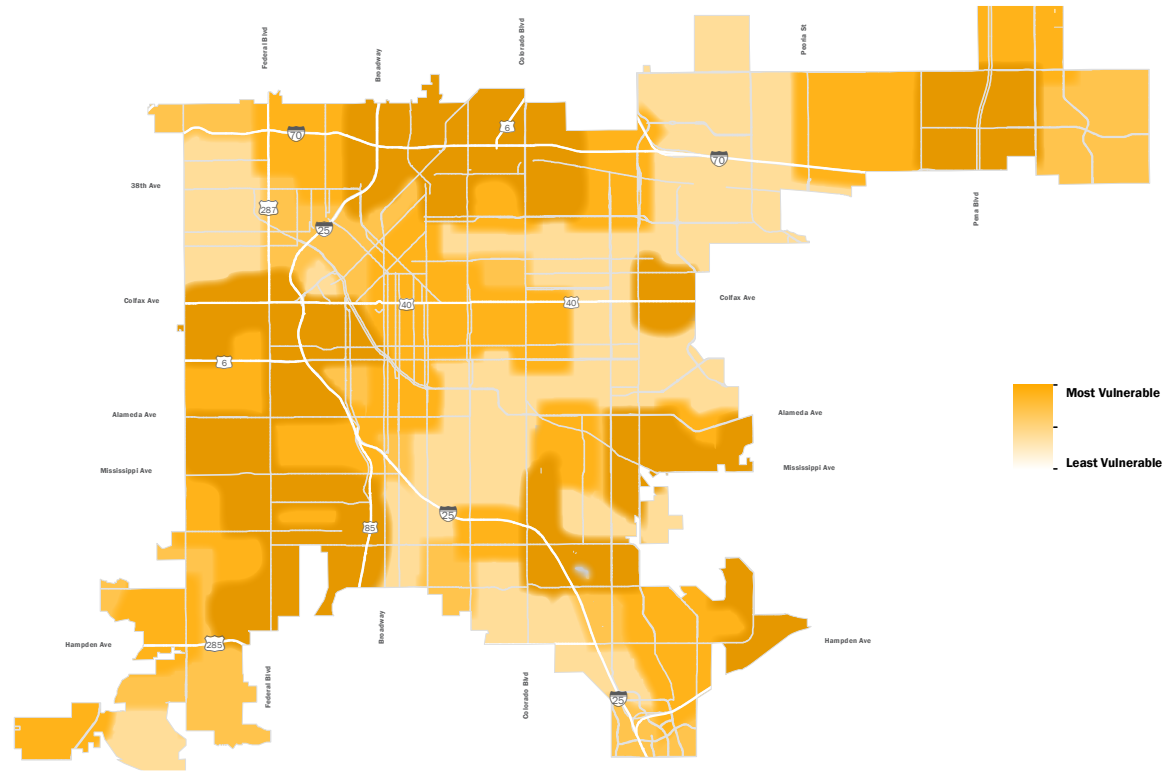 Federal Blvd
Broadway
Colorado Blvd
Peoria St
6
70
70
38th Ave
287
25
Pena Blvd
Colfax Ave
40
40
Colfax Ave
6
Most Vulnerable
Alameda Ave
Alameda Ave
Least Vulnerable
Mississippi Ave
Mississippi Ave
25
85
Broadway
Hampden Ave
285
Hampden Ave
Federal Blvd
Colorado Blvd
25